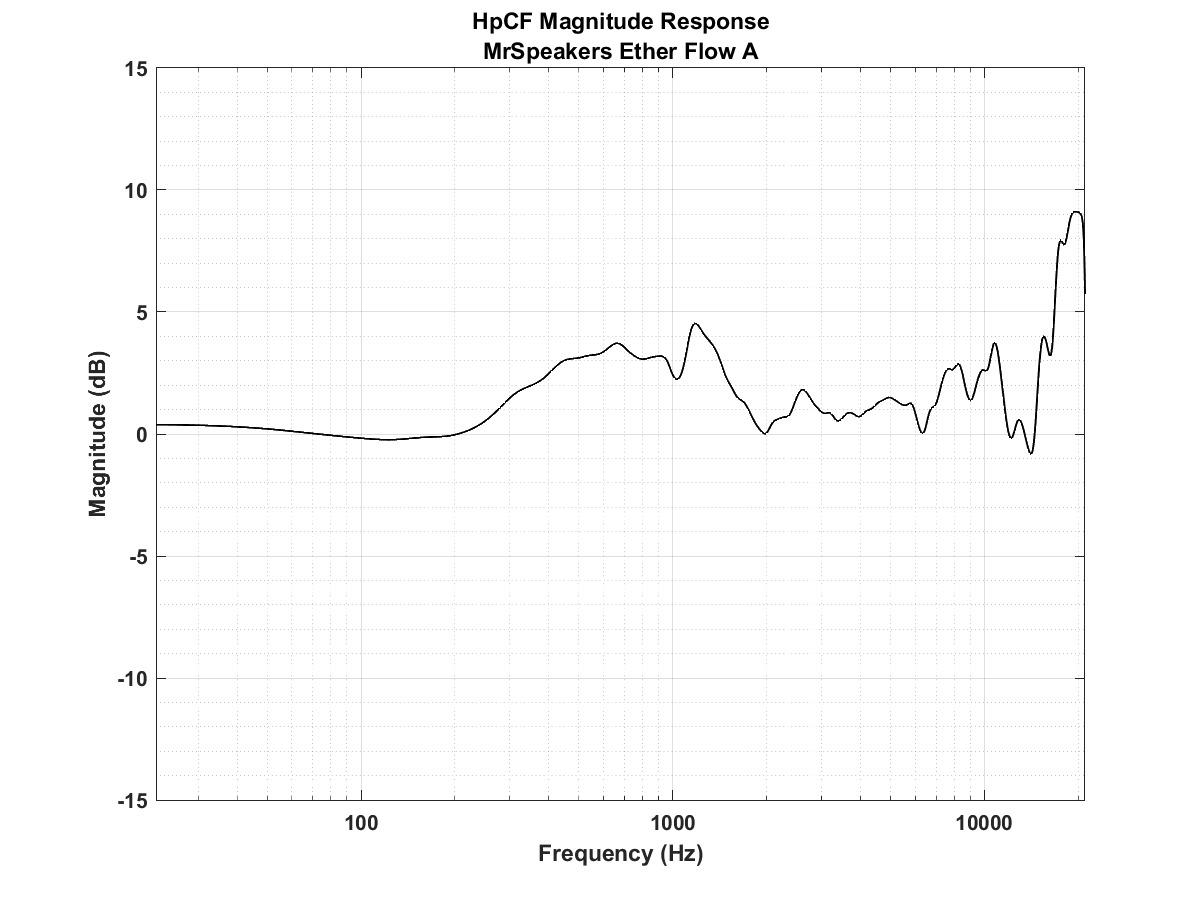 HpCF Magnitude Response
MrSpeakers Ether Flow A
15
10
5
0
-5
-10
-15
Magnitude (dB)
100
1000
10000
Frequency (Hz)